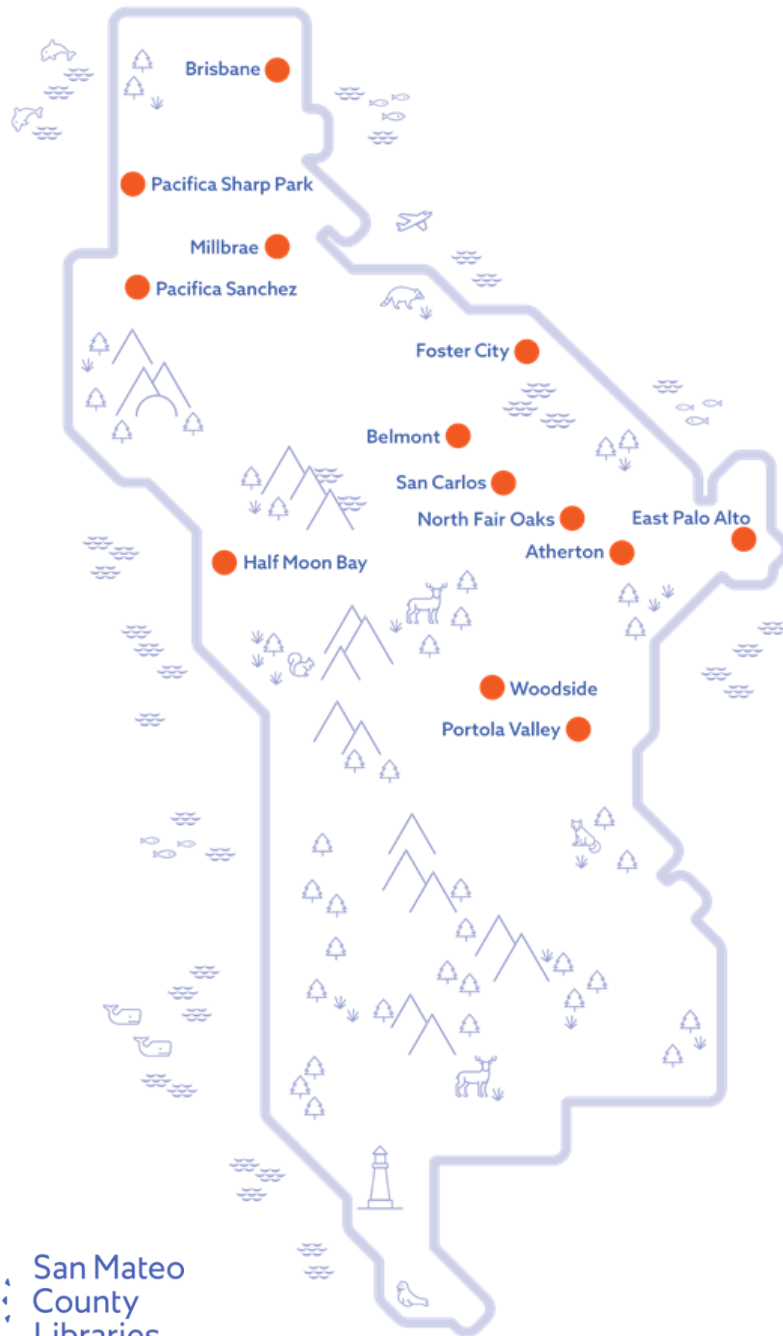 Brisbane
Pacifica Sharp Park
Millbrae
Pacifica Sanchez
Foster City
Belmont
San Carlos
North Fair Oaks
East Palo Alto
Atherton
Half Moon Bay
Woodside
Portola Valley
San Mateo
County
Libraries